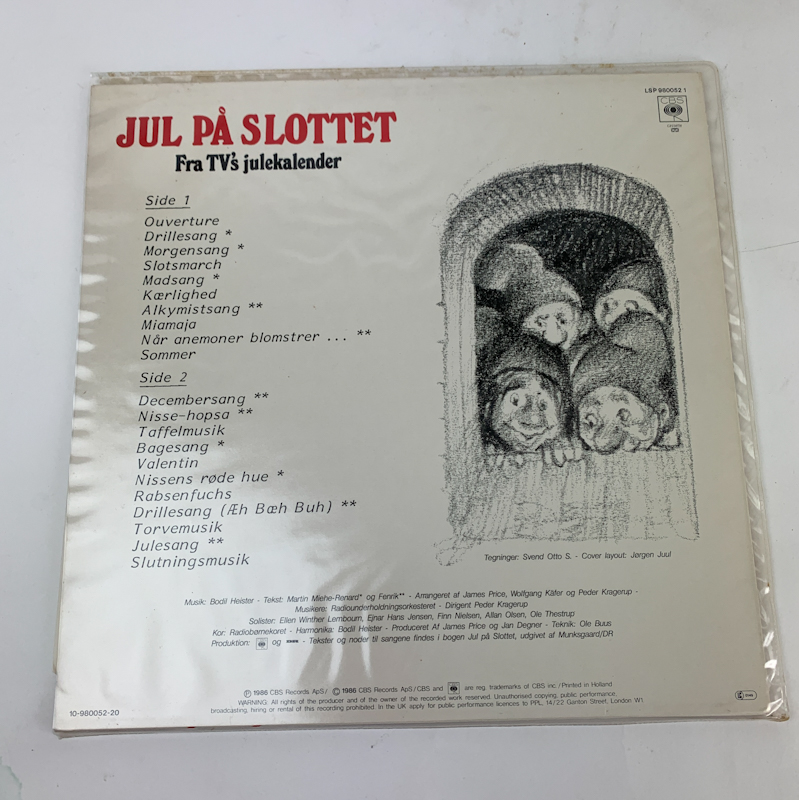 LSP 980052 1
CBS
JUL PÅ SLOTTET
Fra TV's julekalender
Side 1
Ouverture
Drillesang *
Morgensang *
Slotsmarch
Madsang *
Kærlighed
Alkymistsang **
Miamaja
Når anemoner blomstrer ... **
Sommer
Side 2
Decembersang **
Nisse-hopsa **
Taffelmusik
Bagesang *
Valentin
Nissens røde hue *
Rabsenfuchs
Drillesang (Æh Bæh Buh) **
Torvemusik
Julesang **
Slutningsmusik
Tegninger: Svend Otto S. - Cover layout: Jørgen Juul
Musik: Bodil Heister - Tekst: Martin Miehe-Renard* og Fenrik** - Arrangeret af James Price, Wolfgang Käfer og Peder Kragerup -
Musikere: Radiounderholdningsorkesteret - Dirigent Peder Kragerup
Solister: Ellen Winther Lembourn, Ejnar Hans Jensen, Finn Nielsen, Allan Olsen, Ole Thestrup
Kor: Radiobørnekoret - Harmonika: Bodil Heister - Produceret Af James Price og Jan Degner - Teknik: Ole Buus
Produktion: og - Tekster og noder til sangene findes i bogen Jul på Slottet, udgivet af Munksgaard/DR
Ⓟ 1986 CBS Records ApS / © 1986 CBS Records ApS / CBS and are reg. trademarks of CBS inc / Printed in Holland
WARNING: All rights of the producer and of the owner of the recorded work reserved. Unauthorised copying, public performance,
broadcasting, hiring or rental of this recording prohibited. In the UK apply for public performance licences to PPL, 14/22 Ganton Street, London W1.
10-980052-20